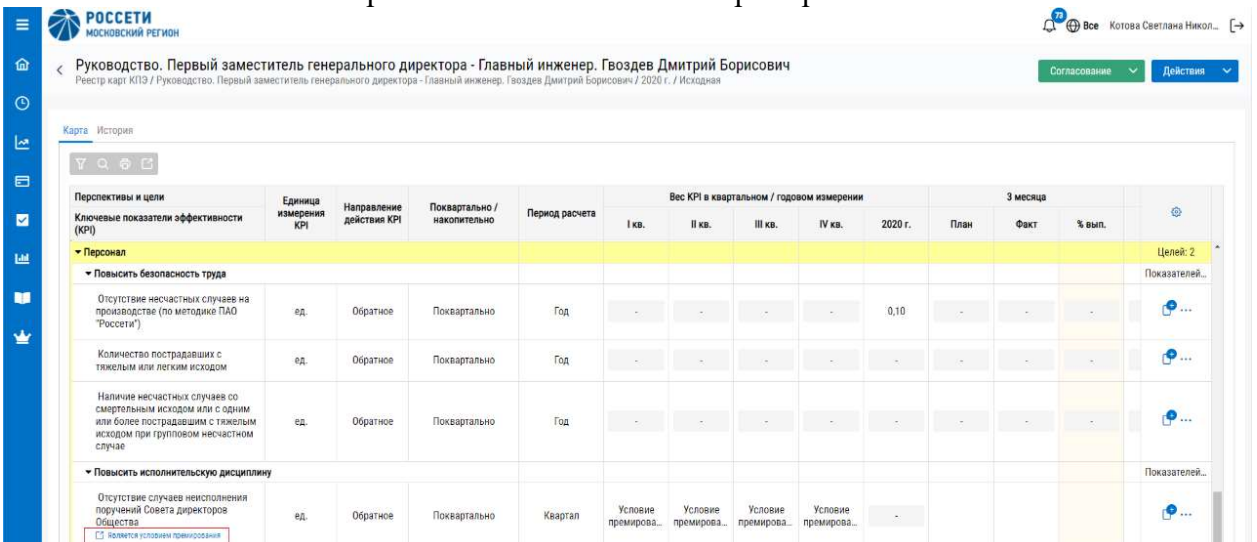 РОССЕТИ
МОСКОВСКИЙ РЕГИОН
73
Все Котова Светлана Никол...
Руководство. Первый заместитель генерального директора - Главный инженер. Гвоздев Дмитрий Борисович
Реестр карт КПЭ / Руководство. Первый заместитель генерального директора - Главный инженер. Гвоздев Дмитрий Борисович / 2020 г. / Исходная
Согласование
Действия
Карта История
Перспективы и цели
Ключевые показатели эффективности
(KPI)
Единица
измерения
KPI
Направление
действия KPI
Поквартально /
накопительно
Период расчета
Вес KPI в квартальном / годовом измерении
I кв. II кв. III кв. IV кв. 2020 г.
3 месяца
План Факт % вып.
Персонал Целей: 2
Повысить безопасность труда Показателей...
Отсутствие несчастных случаев на
производстве (по методике ПАО
"Россети")
ед. Обратное Поквартально Год - - - - 0,10 - - - ...
Количество пострадавших с
тяжелым или легким исходом
ед. Обратное Поквартально Год - - - - - - - - ...
Наличие несчастных случаев со
смертельным исходом или с одним
или более пострадавшим с тяжелым
исходом при групповом несчастном
случае
ед. Обратное Поквартально Год - - - - - - - - ...
Повысить исполнительскую дисциплину Показателей...
Отсутствие случаев неисполнения
поручений Совета директоров
Общества
Является условием премирования
ед. Обратное Поквартально Квартал
Условие Условие Условие Условие
премирова... премирова... премирова... премирова... - ...